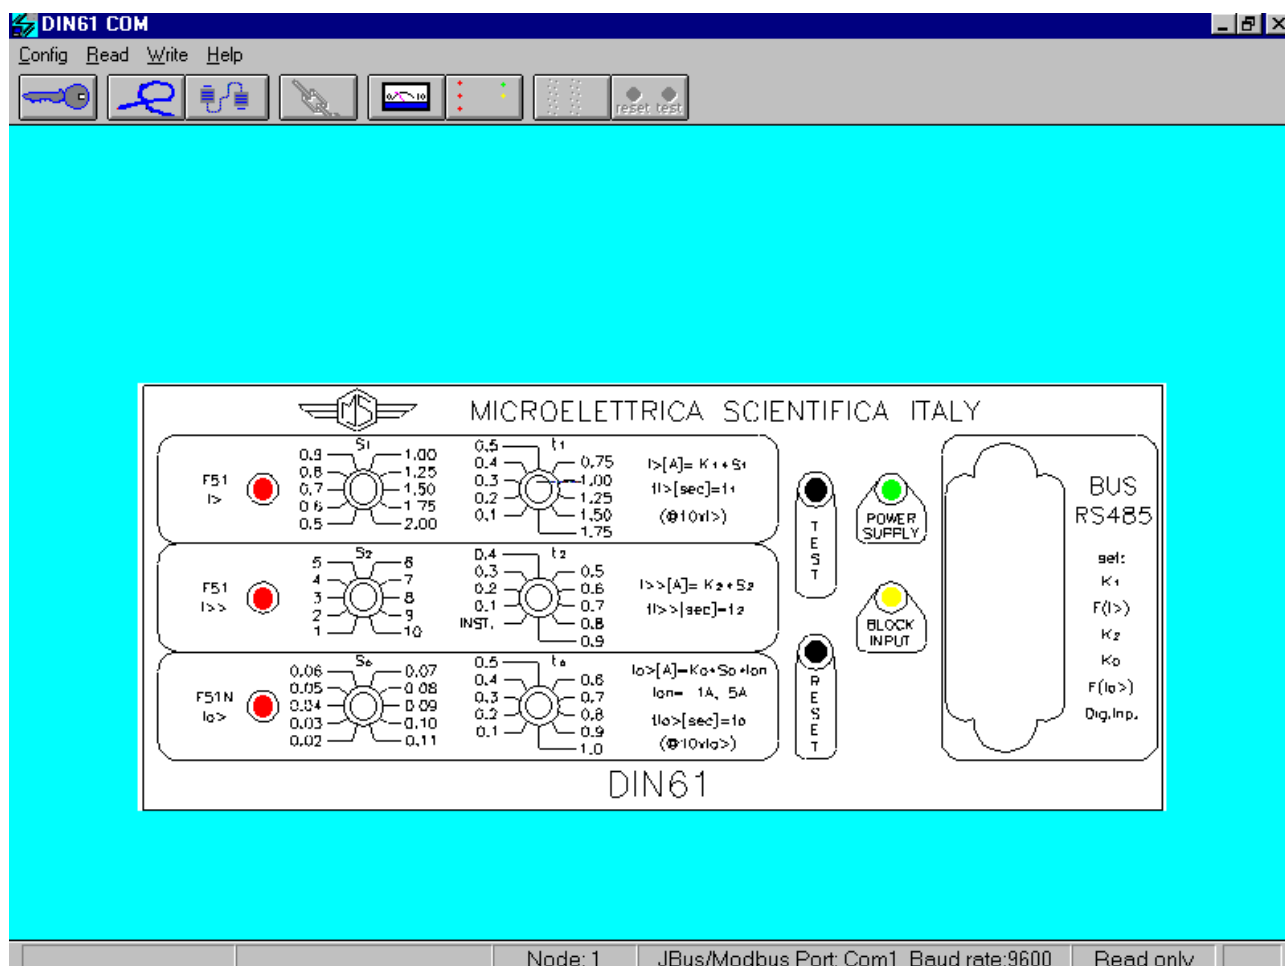 DIN61 COM
Config Read Write Help
reset test
MS
MICROELETTRICA SCIENTIFICA ITALY
F51
I>
S1
0.9 1.00
0.8 1.25
0.7 1.50
0.6 1.75
0.5 2.00
t1
0.5
0.4 0.75
0.3 1.00
0.2 1.25
0.1 1.50
1.75
I>[A]= K1+S1
tI>[sec]=t1
(@10xI>)
F51
I>>
S2
5 6
4 7
3 8
2 9
1 10
t2
0.4
0.3 0.5
0.2 0.6
0.1 0.7
INST. 0.8
0.9
I>>[A]= K2+S2
tI>>[sec]=t2
F51N
Io>
So
0.06 0.07
0.05 0.08
0.04 0.09
0.03 0.10
0.02 0.11
to
0.5
0.4 0.6
0.3 0.7
0.2 0.8
0.1 0.9
1.0
Io>[A]=Ko+So+Ion
Ion= 1A, 5A
tIo>[sec]=to
(@10xIo>)
TEST
RESET
POWER
SUPPLY
BLOCK
INPUT
BUS
RS485
set:
K1
F(I>)
K2
Ko
F(Io>)
Dig.Inp.
DIN61
Node: 1 JBus/Modbus Port: Com1 Baud rate:9600 Read only